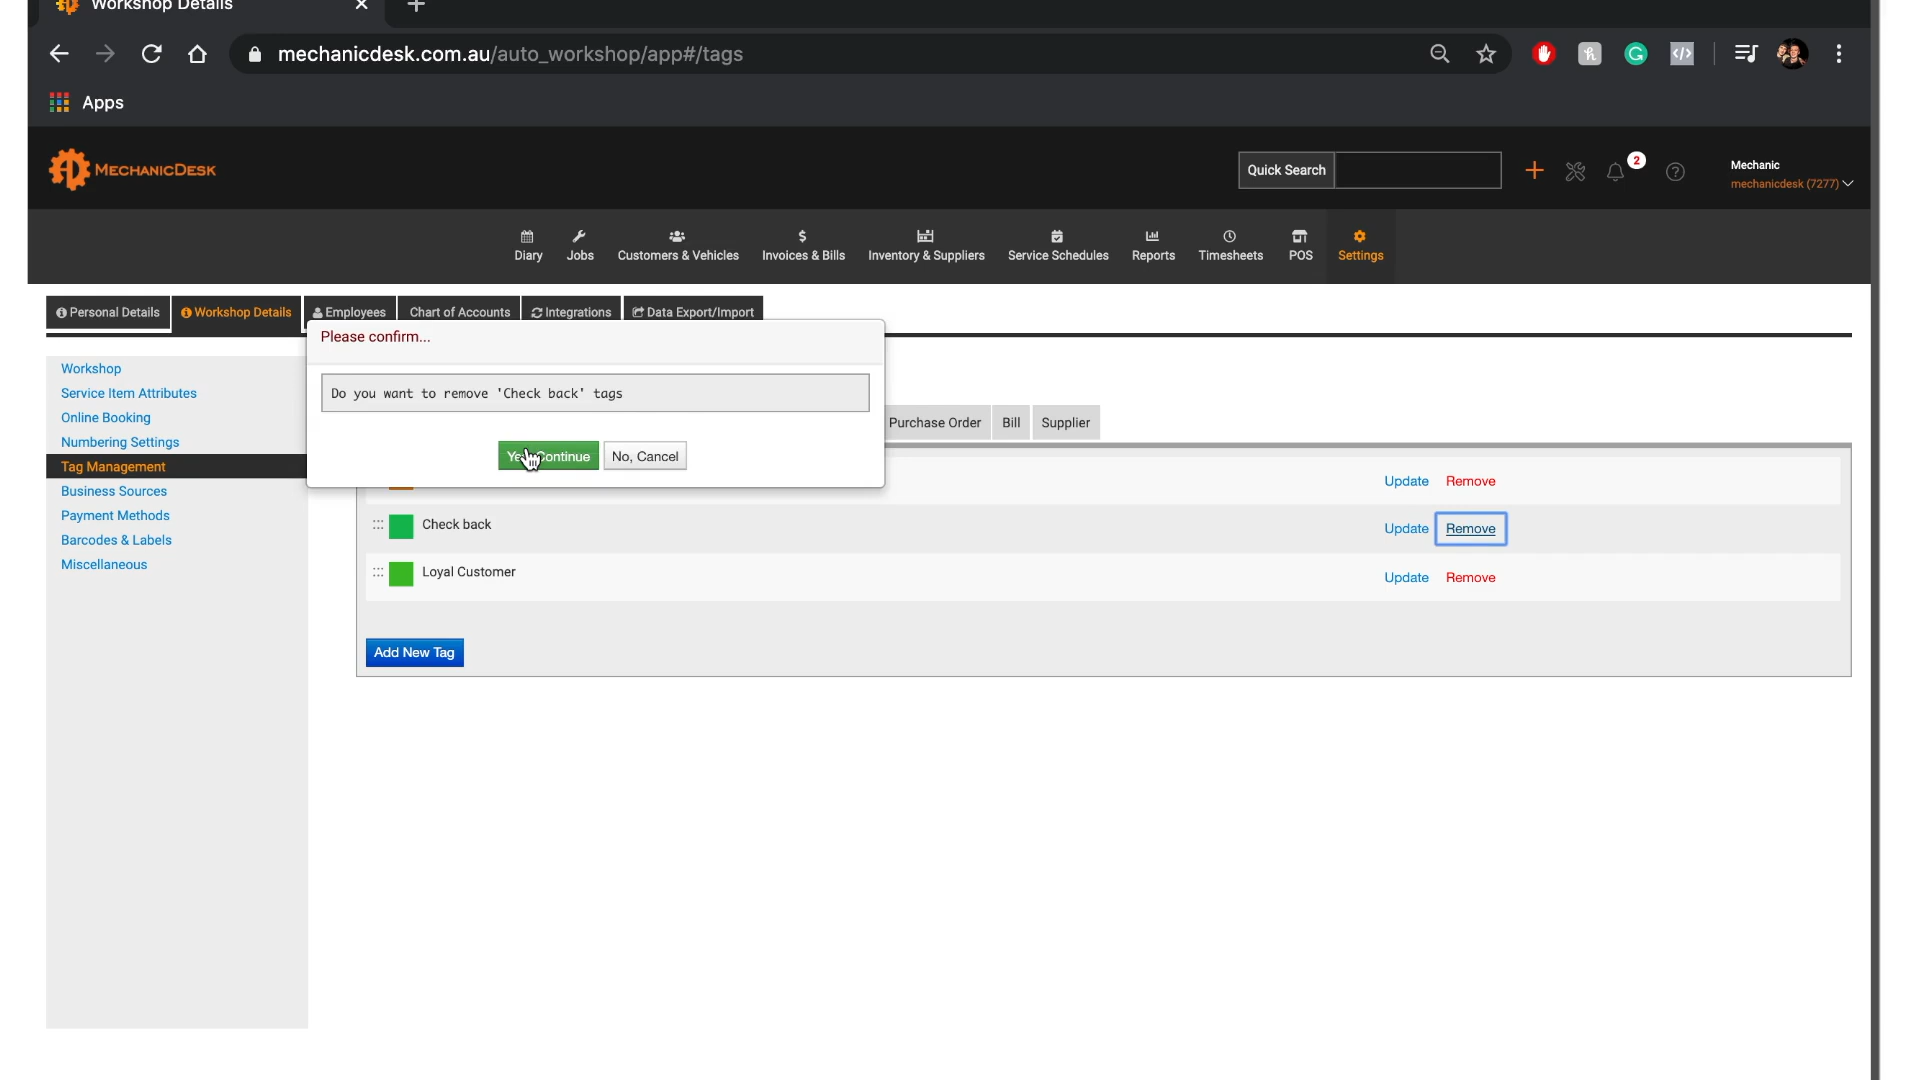 Workshop Details
mechanicdesk.com.au/auto_workshop/app#/tags
Apps
MECHANICDESK
Quick Search
2
Mechanic
mechanicdesk (7277)
Diary
Jobs
Customers & Vehicles
Invoices & Bills
Inventory & Suppliers
Service Schedules
Reports
Timesheets
POS
Settings
Personal Details
Workshop Details
Employees
Chart of Accounts
Integrations
Data Export/Import
Please confirm...
Do you want to remove 'Check back' tags
Continue
No, Cancel
Workshop
Service Item Attributes
Online Booking
Numbering Settings
Tag Management
Business Sources
Payment Methods
Barcodes & Labels
Miscellaneous
Purchase Order
Bill
Supplier
Update Remove
Check back
Update Remove
Loyal Customer
Update Remove
Add New Tag